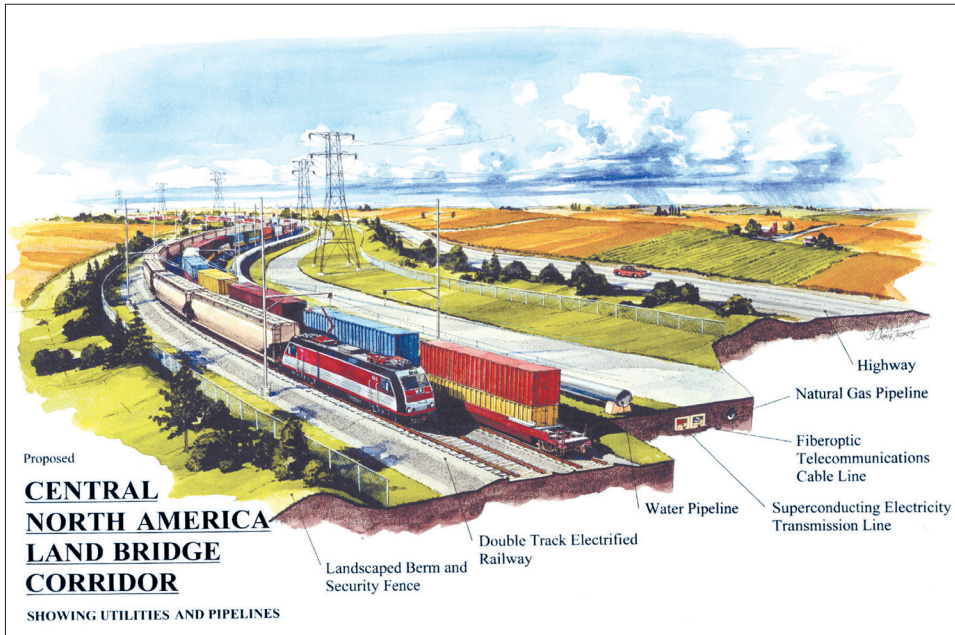 Proposed
CENTRAL
NORTH AMERICA
LAND BRIDGE
CORRIDOR
SHOWING UTILITIES AND PIPELINES
Landscaped Berm and
Security Fence
Double Track Electrified
Railway
Water Pipeline
Superconducting Electricity
Transmission Line
Fiberoptic
Telecommunications
Cable Line
Natural Gas Pipeline
Highway